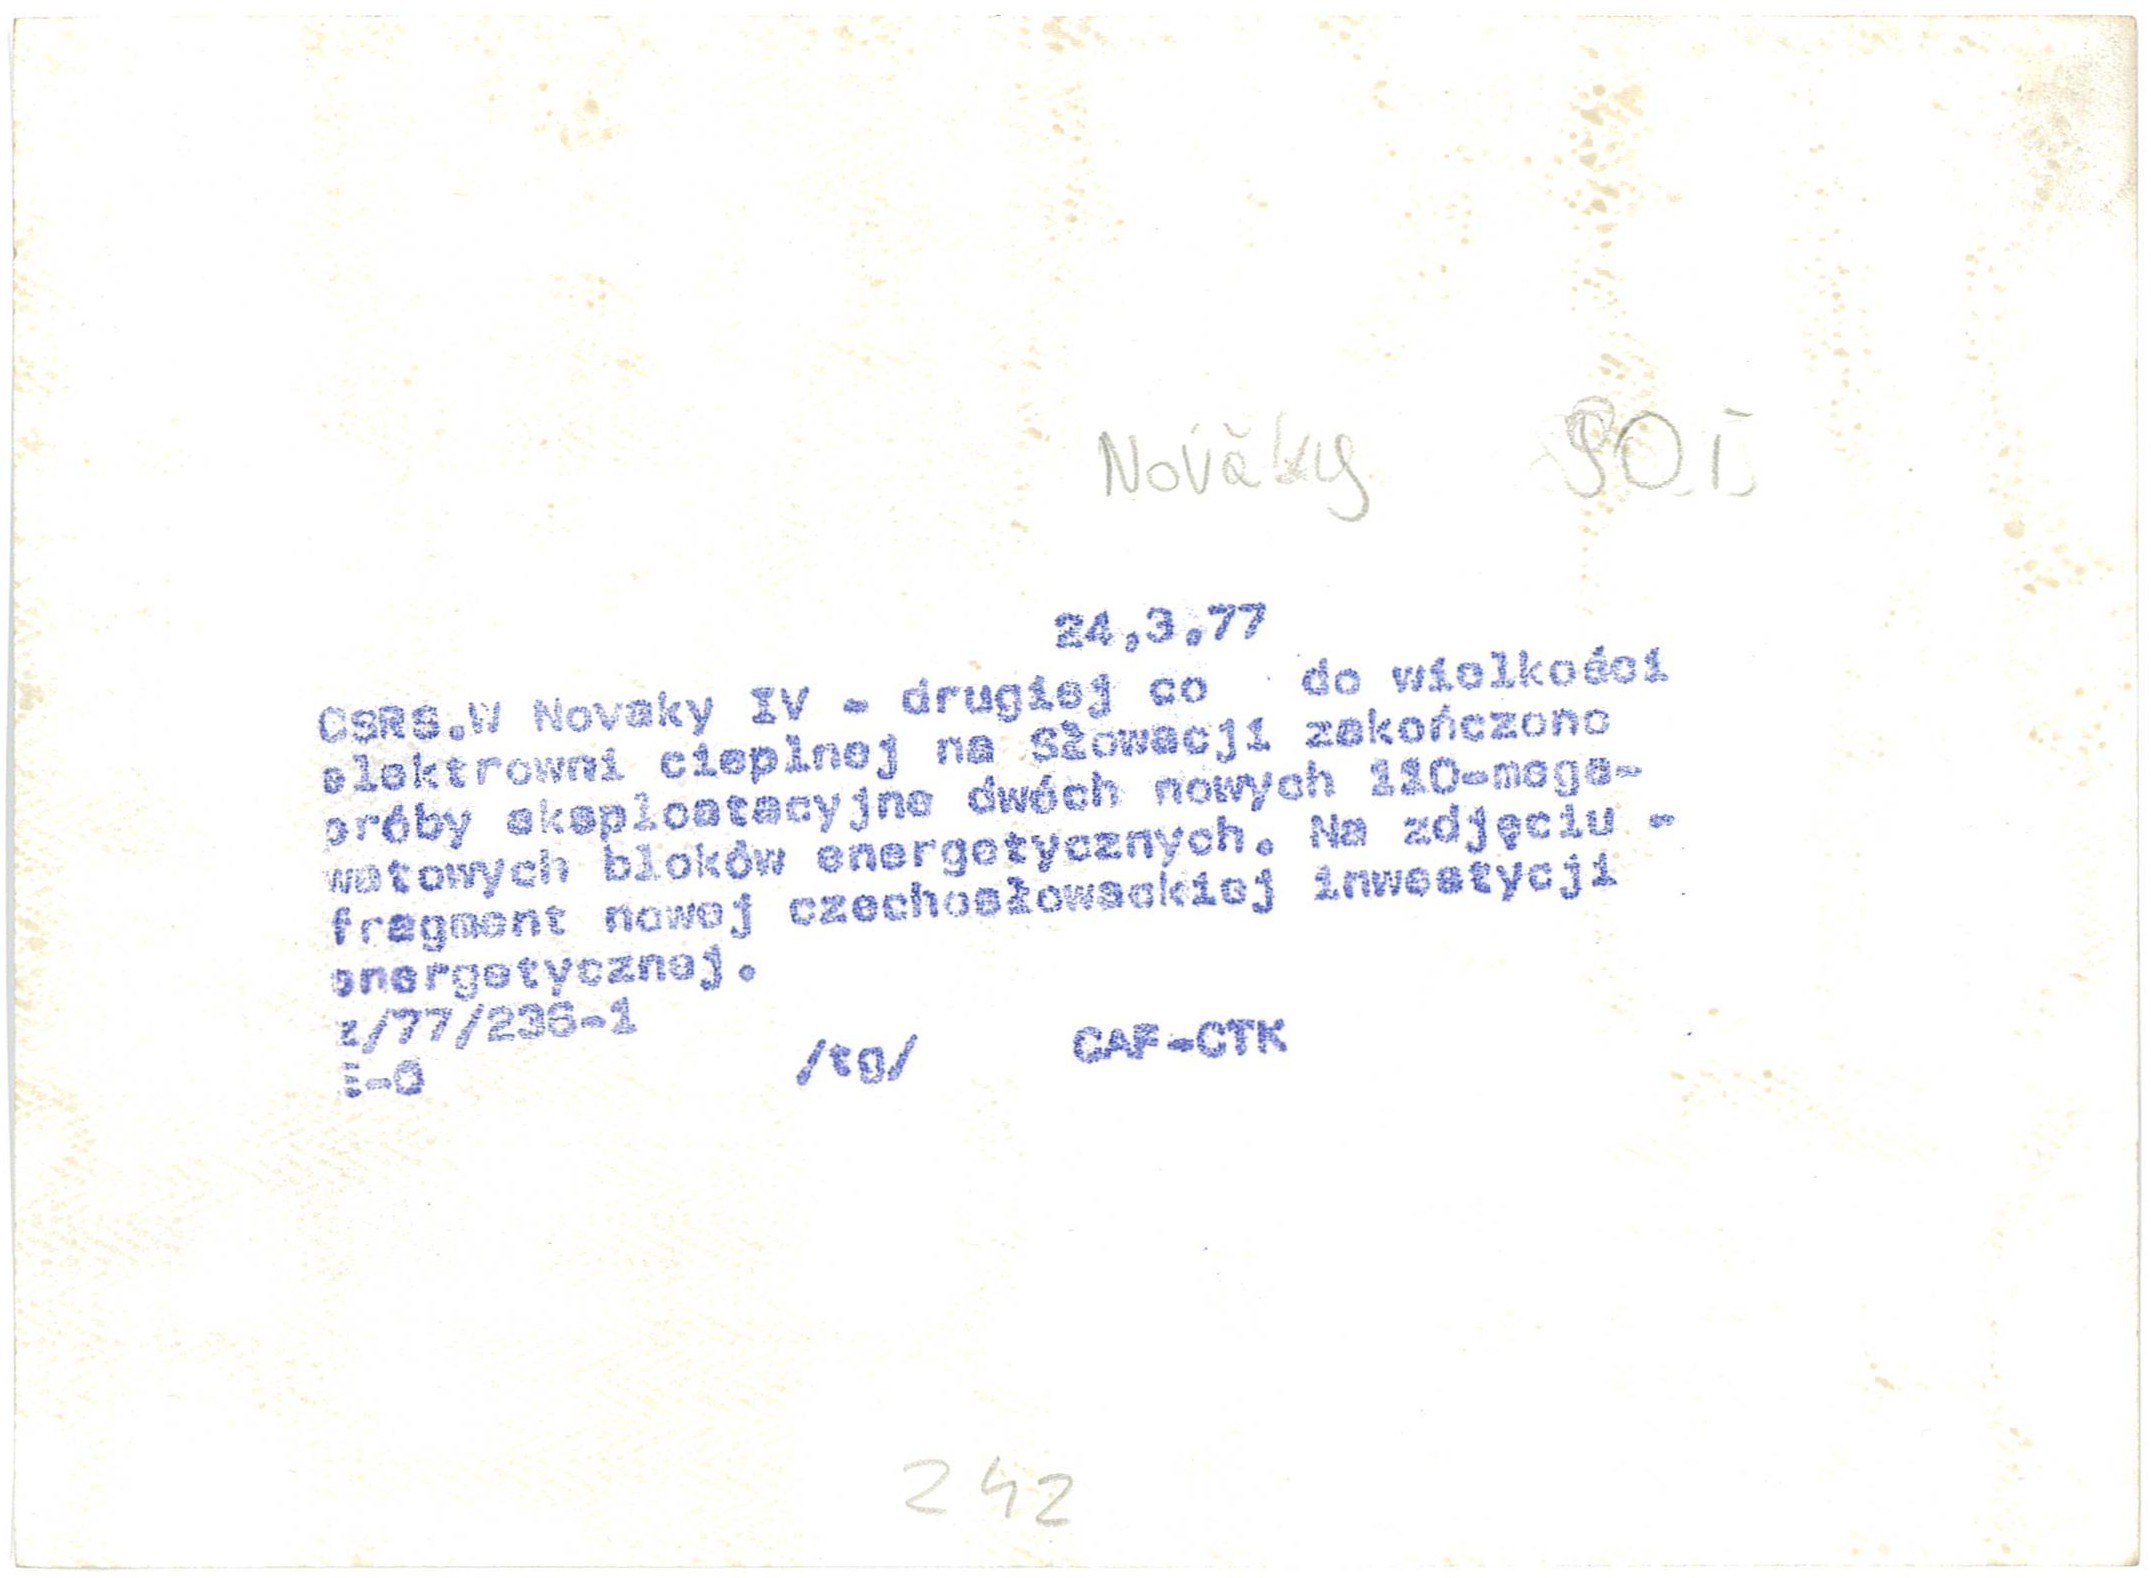 Nováky
24,3.77
CSRS.W Novaky IV - drugiej co do wielkości
elektrowni cieplnej na Słowacji zakończono
próby eksploatacyjne dwóch nowych 110-mega-
watowych bloków energetycznych. Na zdjęciu -
fragment nowej czechosłowackiej inwestycji
energetycznej.
z/77/236-1
/tg/ CAF-CTK
242